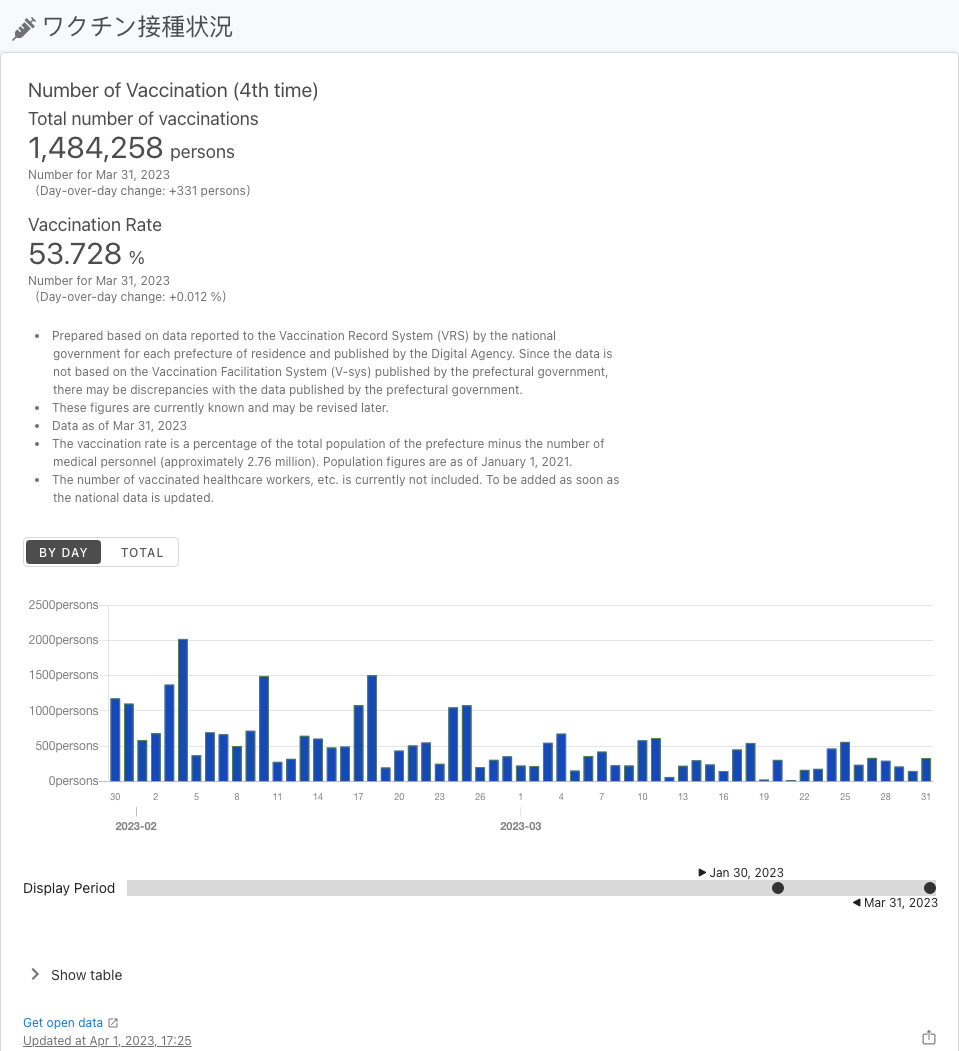 ワクチン接種状況
Number of Vaccination (4th time)
Total number of vaccinations
1,484,258 persons
Number for Mar 31, 2023
(Day-over-day change: +331 persons)
Vaccination Rate
53.728 %
Number for Mar 31, 2023
(Day-over-day change: +0.012 %)
• Prepared based on data reported to the Vaccination Record System (VRS) by the national
government for each prefecture of residence and published by the Digital Agency. Since the data is
not based on the Vaccination Facilitation System (V-sys) published by the prefectural government,
there may be discrepancies with the data published by the prefectural government.
• These figures are currently known and may be revised later.
• Data as of Mar 31, 2023
• The vaccination rate is a percentage of the total population of the prefecture minus the number of
medical personnel (approximately 2.76 million). Population figures are as of January 1, 2021.
• The number of vaccinated healthcare workers, etc. is currently not included. To be added as soon as
the national data is updated.
BY DAY TOTAL
2500persons
2000persons
1500persons
1000persons
500persons
0persons
30 2 5 8 11 14 17 20 23 26 1 4 7 10 13 16 19 22 25 28 31
2023-02 2023-03
▶ Jan 30, 2023
Display Period
◀ Mar 31, 2023
Show table
Get open data
Updated at Apr 1, 2023, 17:25